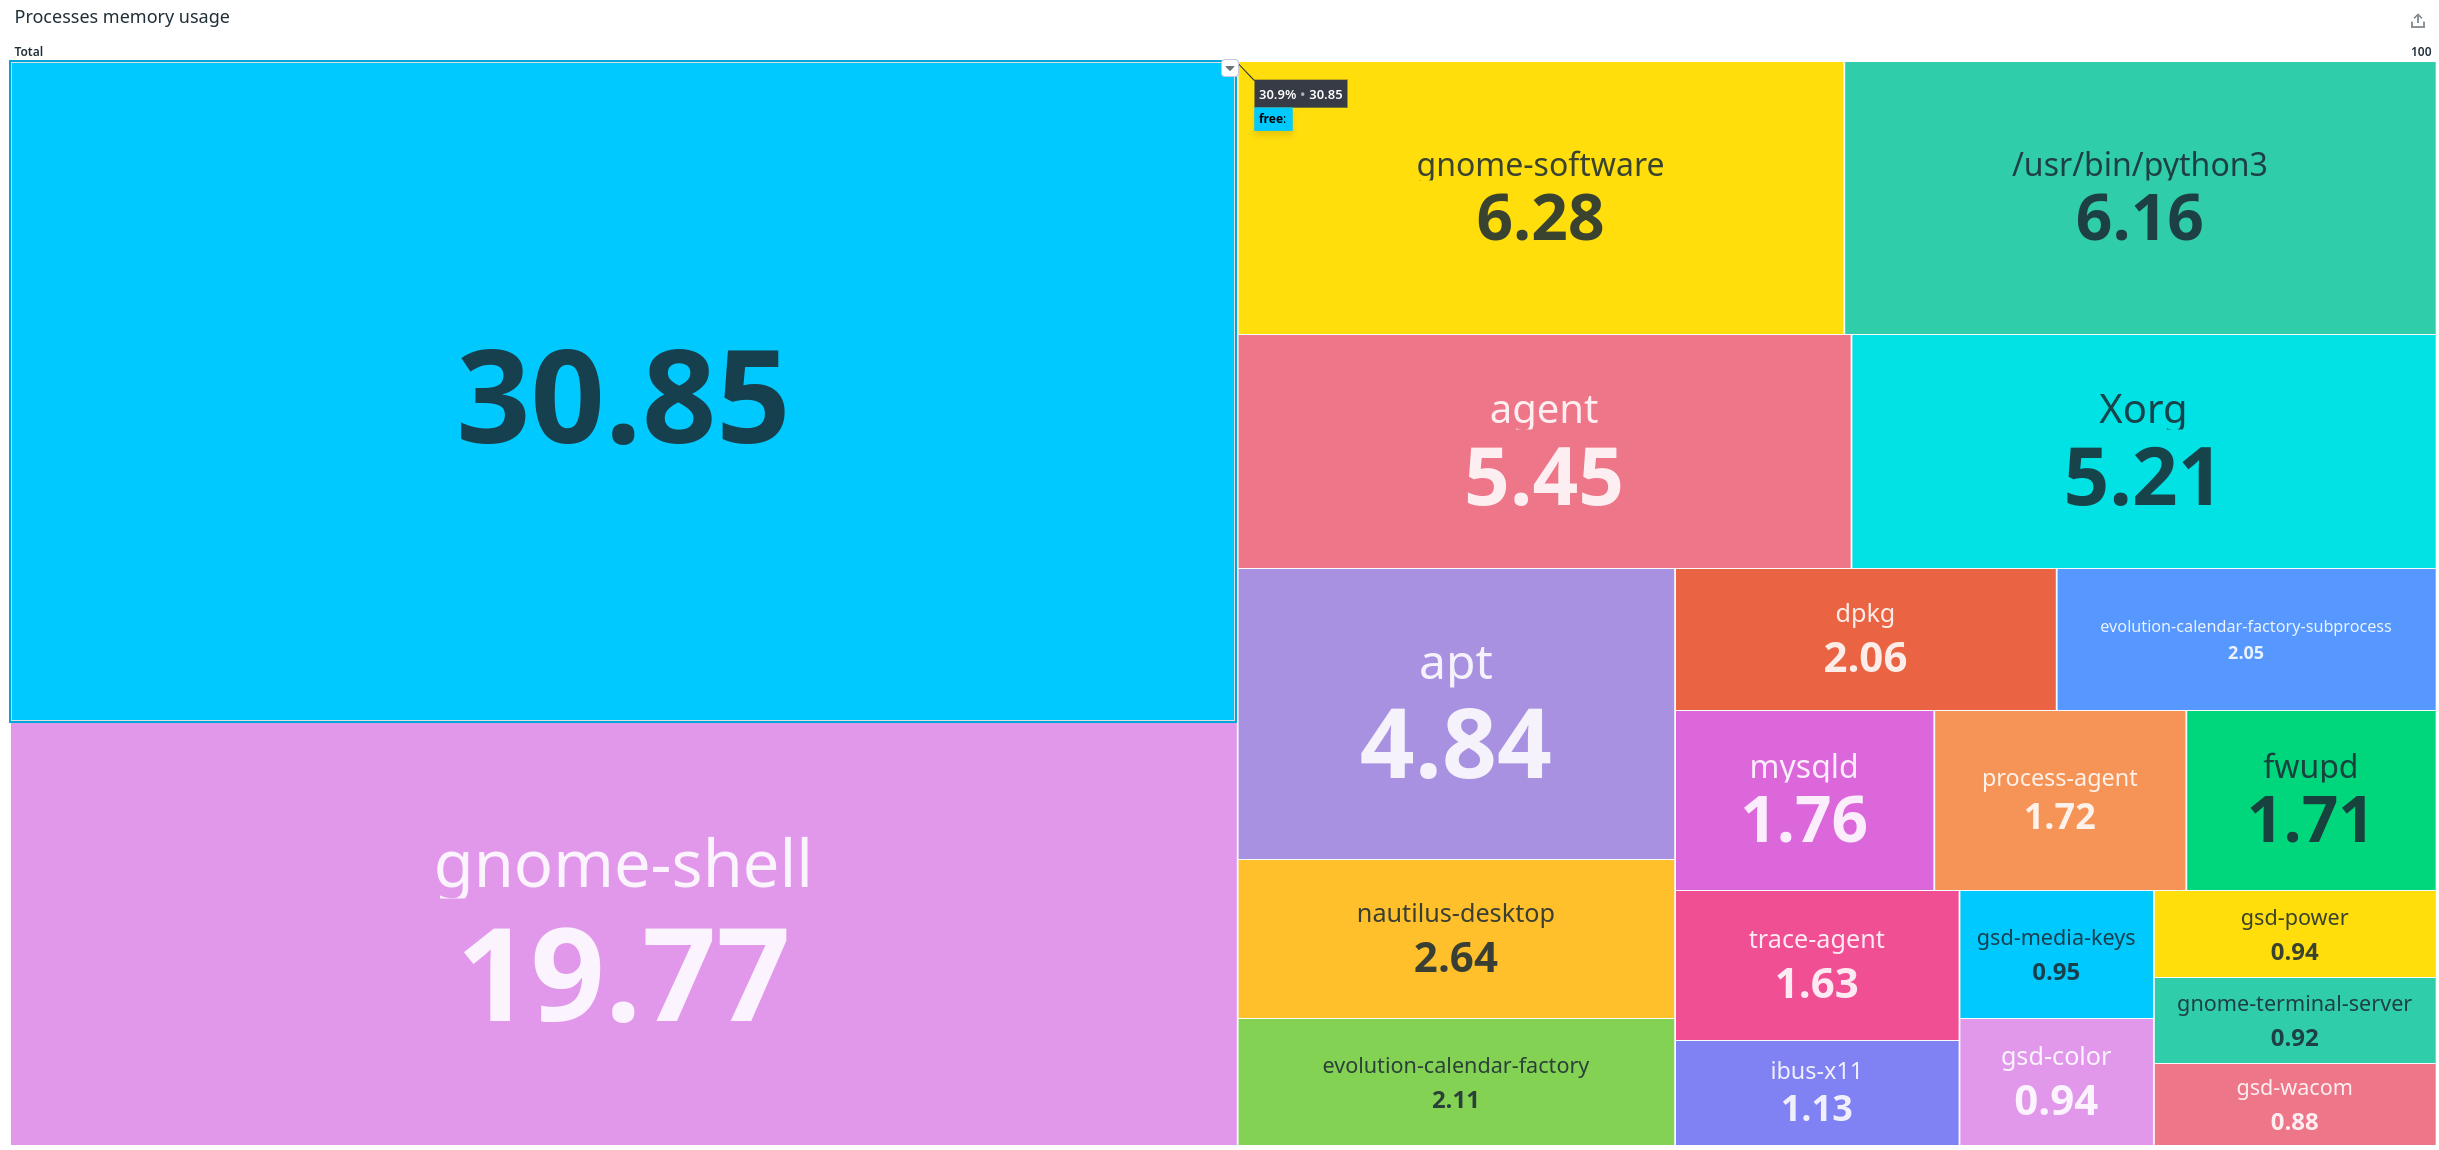 Processes memory usage
Total
100
30.9% • 30.85
free:
30.85
gnome-shell
19.77
gnome-software
6.28
/usr/bin/python3
6.16
agent
5.45
Xorg
5.21
apt
4.84
dpkg
2.06
evolution-calendar-factory-subprocess
2.05
mysqld
1.76
process-agent
1.72
fwupd
1.71
nautilus-desktop
2.64
evolution-calendar-factory
2.11
trace-agent
1.63
ibus-x11
1.13
gsd-media-keys
0.95
gsd-color
0.94
gsd-power
0.94
gnome-terminal-server
0.92
gsd-wacom
0.88